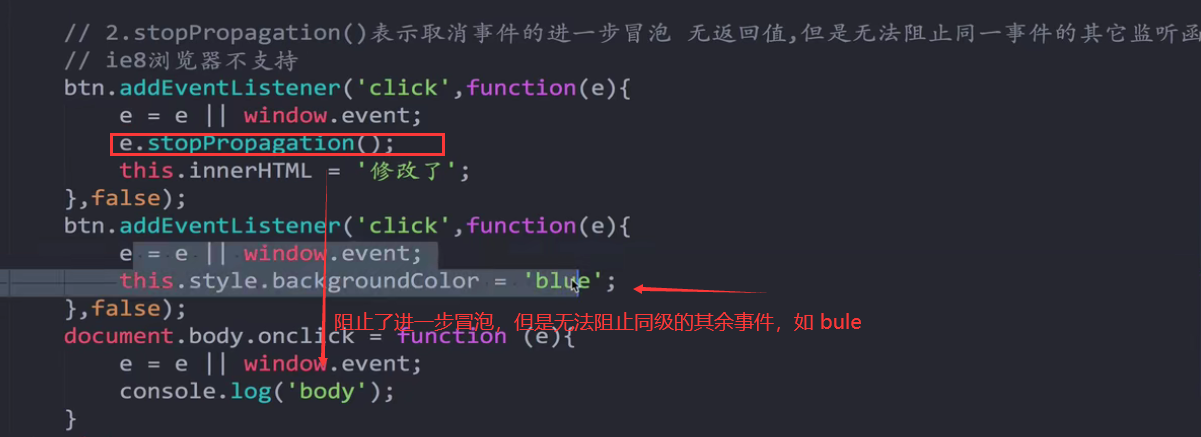 // 2.stopPropagation()表示取消事件的进一步冒泡 无返回值,但是无法阻止同一事件的其它监听函
// ie8浏览器不支持
btn.addEventListener('click',function(e){
e = e || window.event;
e.stopPropagation();
this.innerHTML = '修改了';
},false);
btn.addEventListener('click',function(e){
e = e || window.event;
this.style.backgroundColor = 'blue';
},false);
阻止了进一步冒泡，但是无法阻止同级的其余事件，如 bule
document.body.onclick = function (e){
e = e || window.event;
console.log('body');
}